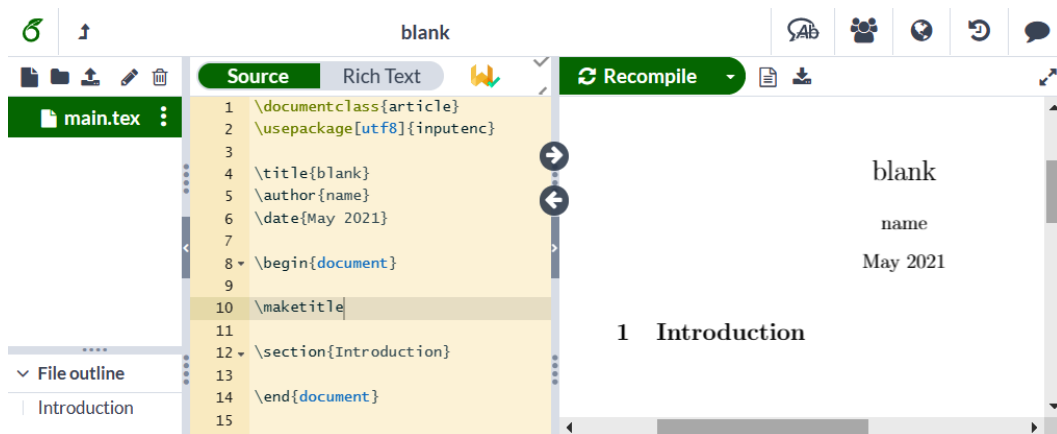 blank
Ab
Source
Rich Text
Recompile
main.tex
1 \documentclass{article}
2 \usepackage[utf8]{inputenc}
3
4 \title{blank}
5 \author{name}
6 \date{May 2021}
7
8 \begin{document}
9
10 \maketitle
11
12 \section{Introduction}
13
14 \end{document}
15
File outline
Introduction
blank
name
May 2021
1 Introduction